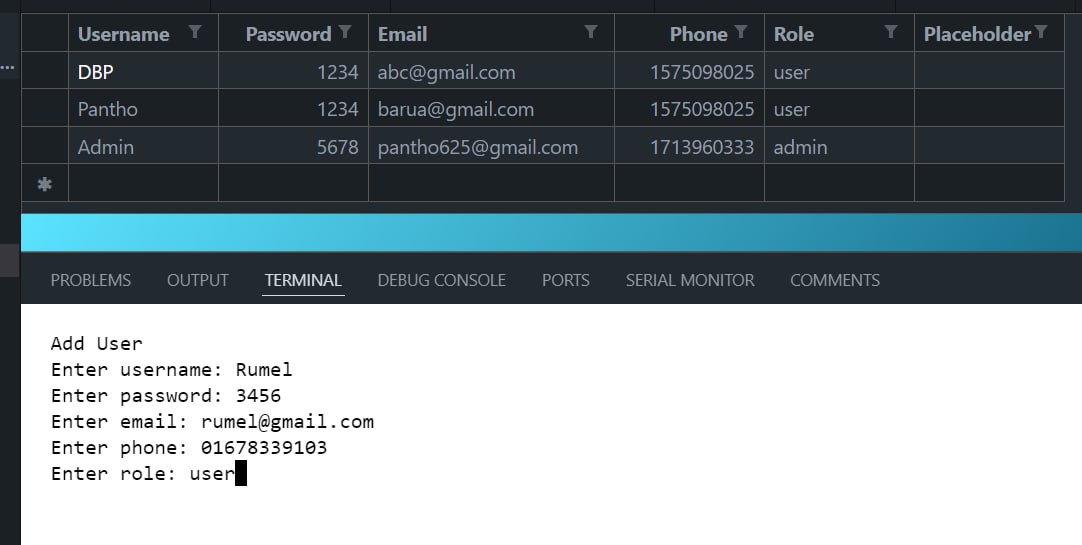 Username Password Email Phone Role Placeholder
DBP 1234 abc@gmail.com 1575098025 user
Pantho 1234 barua@gmail.com 1575098025 user
Admin 5678 pantho625@gmail.com 1713960333 admin
PROBLEMS OUTPUT TERMINAL DEBUG CONSOLE PORTS SERIAL MONITOR COMMENTS
Add User
Enter username: Rumel
Enter password: 3456
Enter email: rumel@gmail.com
Enter phone: 01678339103
Enter role: user